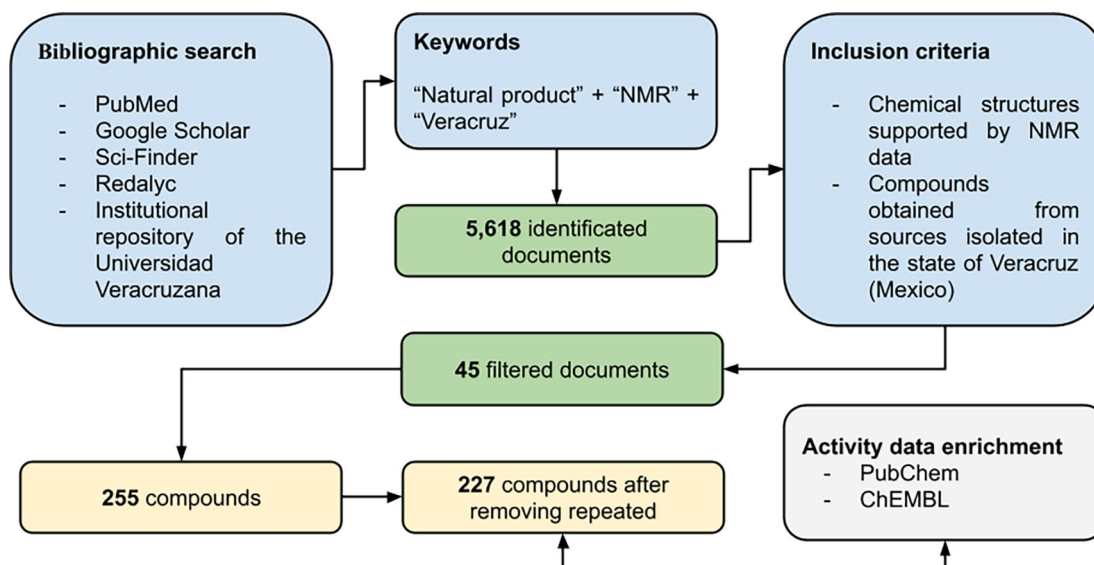 Bibliographic search
- PubMed
- Google Scholar
- Sci-Finder
- Redalyc
- Institutional
repository of the
Universidad
Veracruzana
Keywords
“Natural product” + “NMR” +
“Veracruz”
5,618 identificated
documents
Inclusion criteria
- Chemical structures
supported by NMR
data
- Compounds
obtained from
sources isolated in
the state of Veracruz
(Mexico)
45 filtered documents
255 compounds
227 compounds after
removing repeated
Activity data enrichment
- PubChem
- ChEMBL